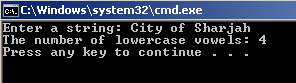 C:\Windows\system32\cmd.exe
Enter a string: City of Sharjah
The number of lowercase vowels: 4
Press any key to continue . . .